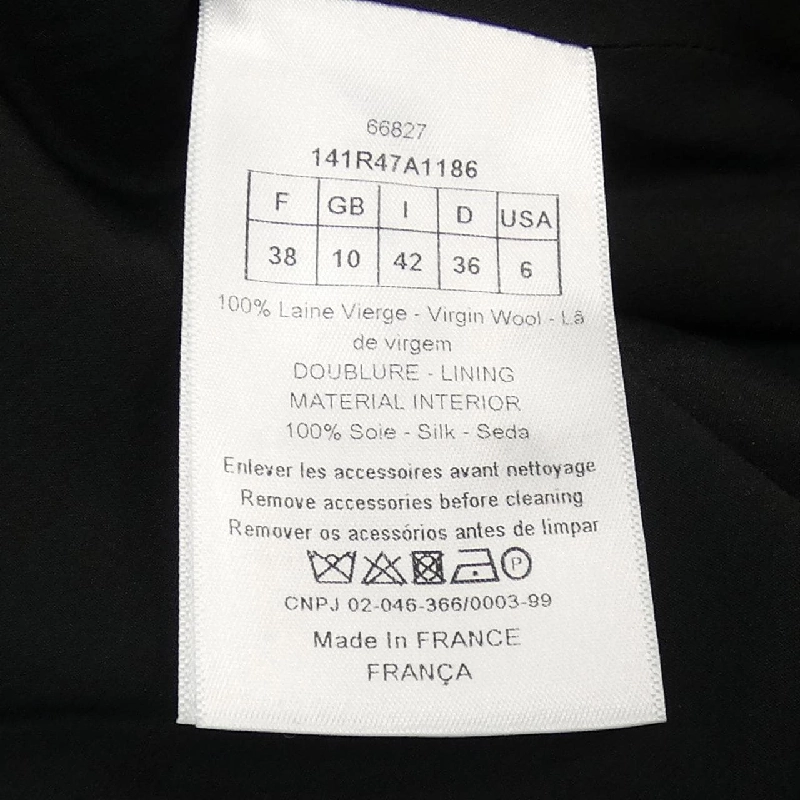 66827
141R47A1186
F GB I D USA
38 10 42 36 6
100% Laine Vierge - Virgin Wool - Lã
de virgem
DOUBLURE - LINING
MATERIAL INTERIOR
100% Soie - Silk - Seda
Enlever les accessoires avant nettoyage
Remove accessories before cleaning
Remover os acessórios antes de limpar
P
CNPJ 02-046-366/0003-99
Made In FRANCE
FRANÇA